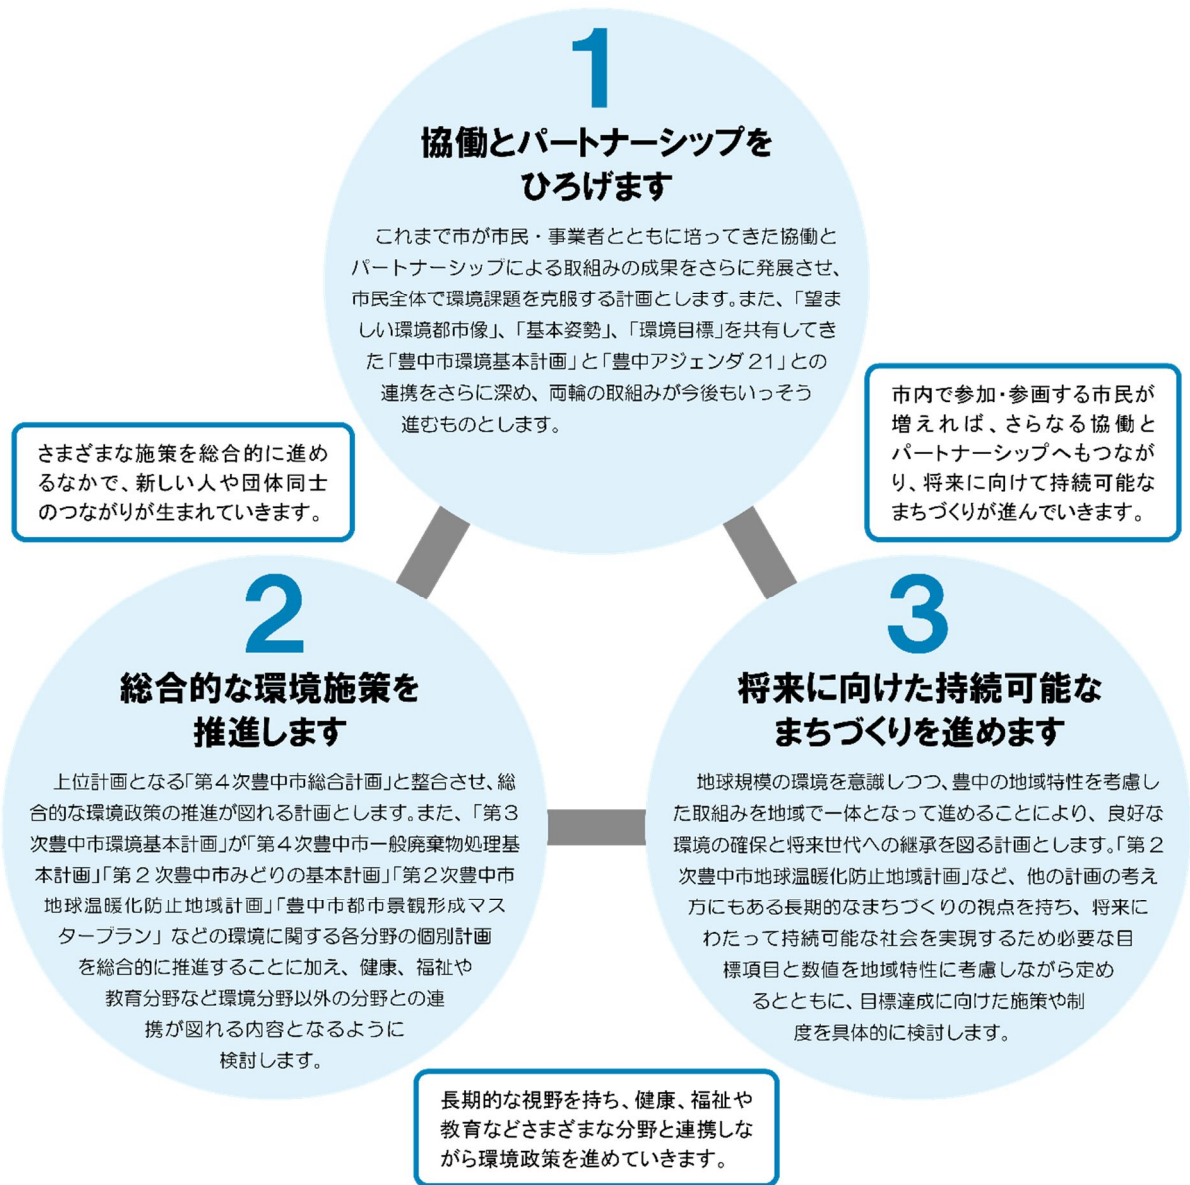 1
協働とパートナーシップを
ひろげます
これまで市が市民・事業者とともに培ってきた協働と
パートナーシップによる取組みの成果をさらに発展させ、
市民全体で環境課題を克服する計画とします。また、「望ま
しい環境都市像」、「基本姿勢」、「環境目標」を共有してき
た「豊中市環境基本計画」と「豊中アジェンダ21」との
連携をさらに深め、両輪の取組みが今後もいっそう
進むものとします。
さまざまな施策を総合的に進め
るなかで、新しい人や団体同士
のつながりが生まれていきます。
市内で参加・参画する市民が
増えれば、さらなる協働と
パートナーシップへもつなが
り、将来に向けて持続可能な
まちづくりが進んでいきます。
2
総合的な環境施策を
推進します
上位計画となる「第4次豊中市総合計画」と整合させ、総
合的な環境政策の推進が図れる計画とします。また、「第3
次豊中市環境基本計画」が「第4次豊中市一般廃棄物処理基
本計画」「第2次豊中市みどりの基本計画」「第2次豊中市
地球温暖化防止地域計画」「豊中市都市景観形成マス
タープラン」などの環境に関する各分野の個別計画
を総合的に推進することに加え、健康、福祉や
教育分野など環境分野以外の分野との連
携が図れる内容となるように
検討します。
3
将来に向けた持続可能な
まちづくりを進めます
地球規模の環境を意識しつつ、豊中の地域特性を考慮し
た取組みを地域で一体となって進めることにより、良好な
環境の確保と将来世代への継承を図る計画とします。「第2
次豊中市地球温暖化防止地域計画」など、他の計画の考え
方にもある長期的なまちづくりの視点を持ち、将来に
わたって持続可能な社会を実現するため必要な目
標項目と数値を地域特性に考慮しながら定め
るとともに、目標達成に向けた施策や制
度を具体的に検討します。
長期的な視野を持ち、健康、福祉や
教育などさまざまな分野と連携しな
がら環境政策を進めていきます。